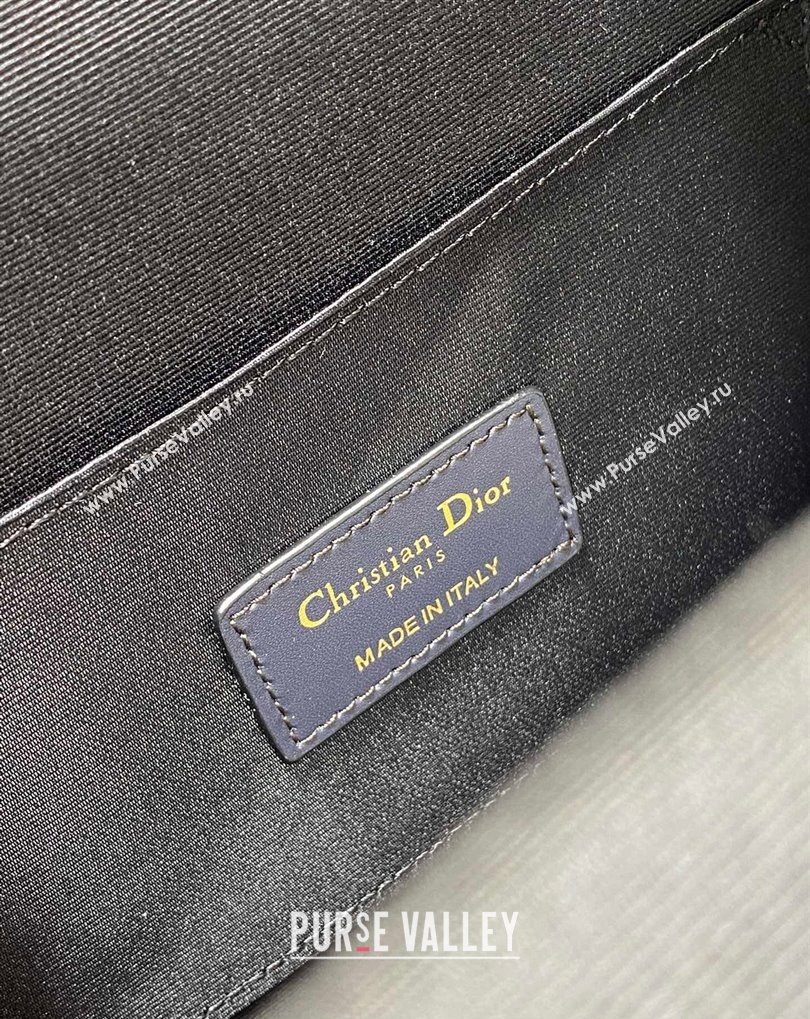 www.PurseValley.ru
www.PurseValley.ru
Christian Dior
PARIS
MADE IN ITALY
PURSE VALLEY